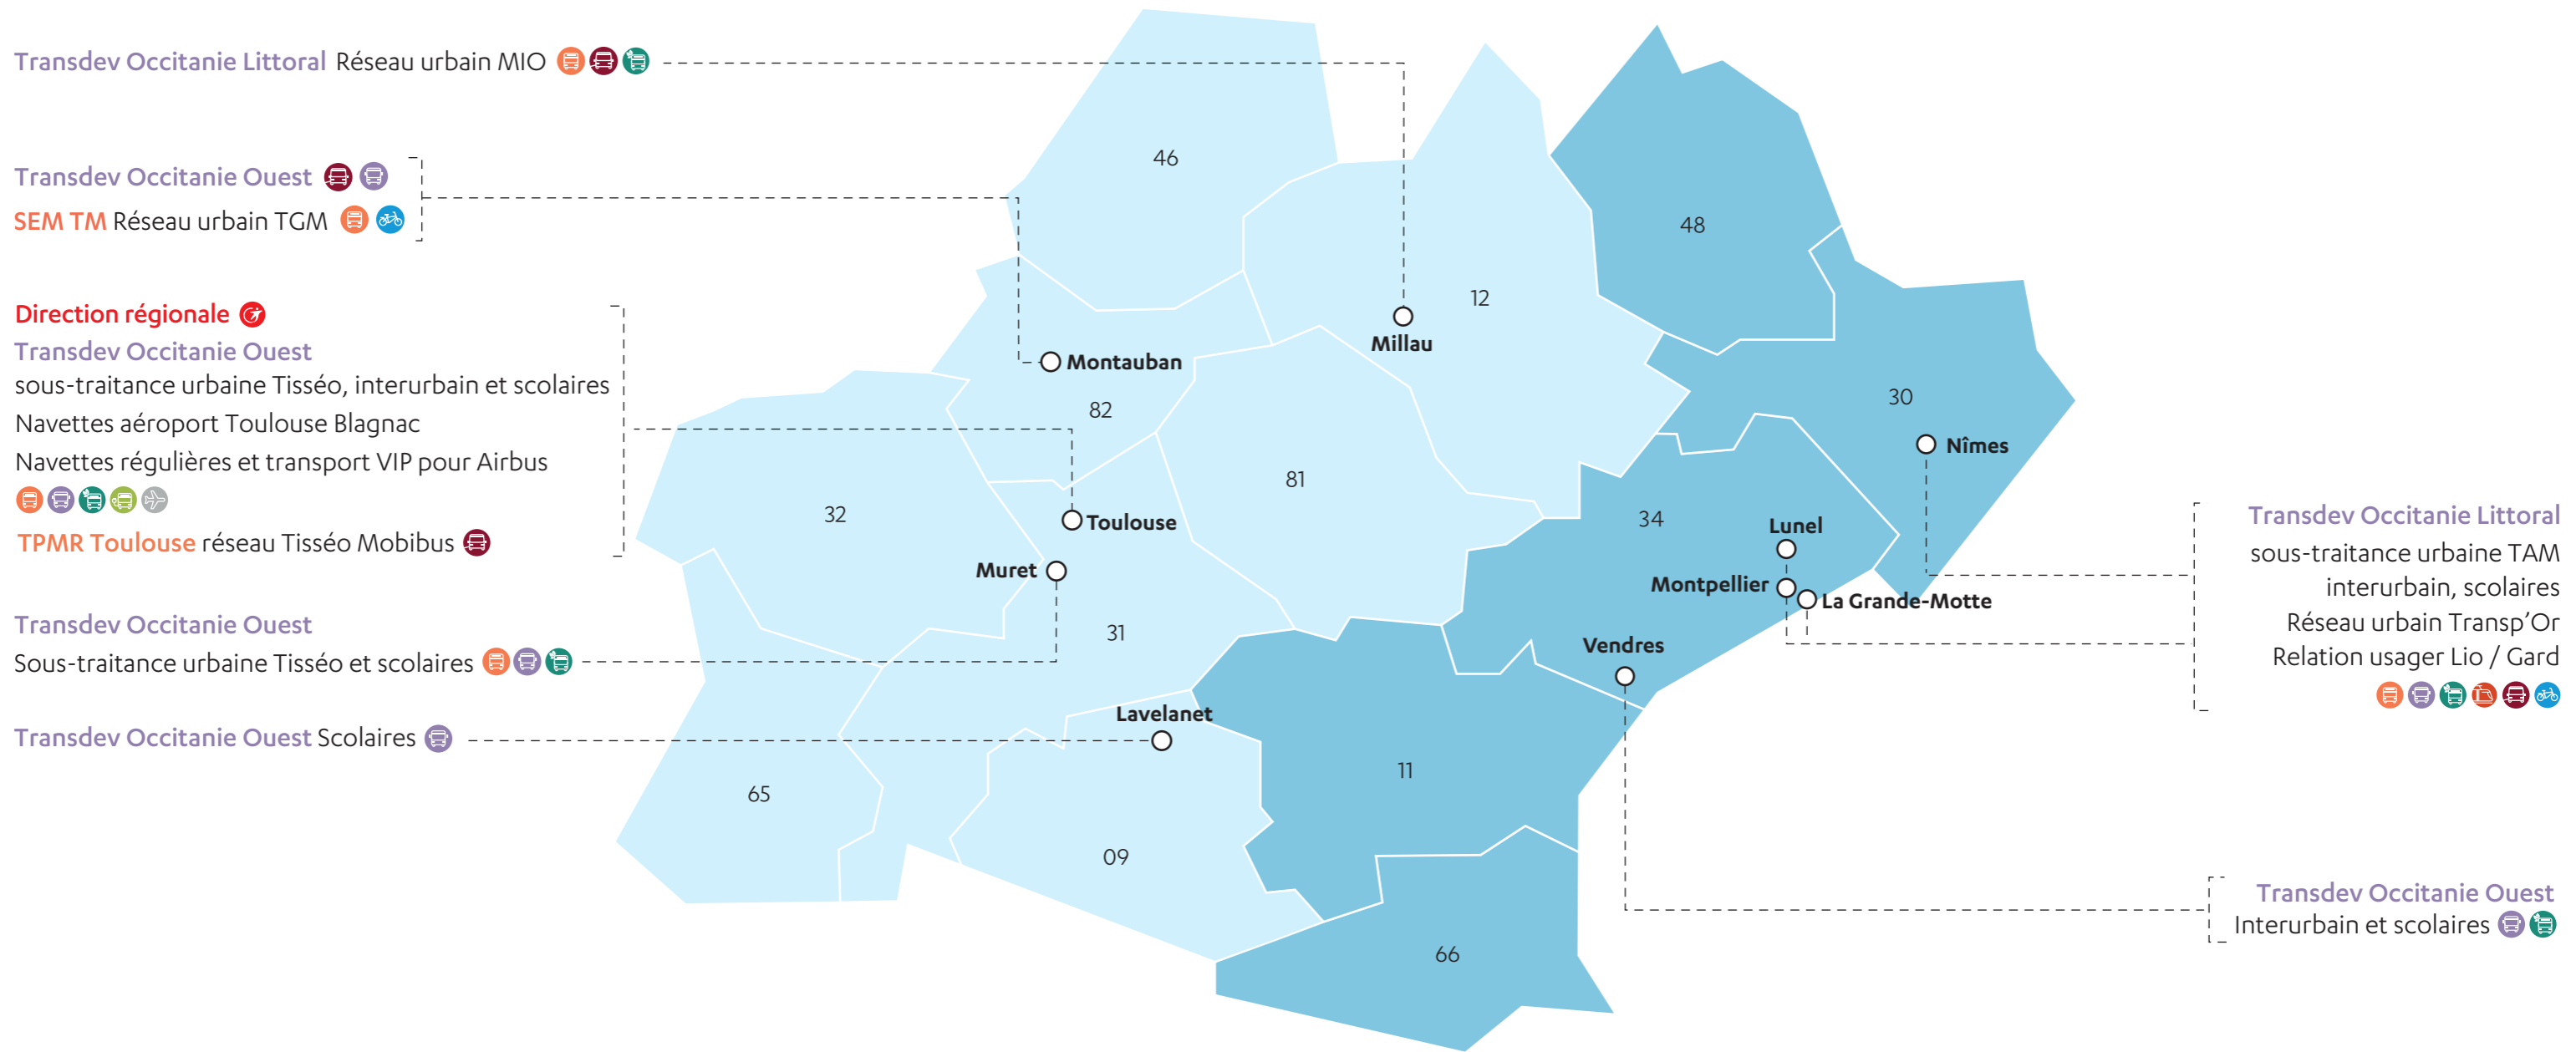 Transdev Occitanie Littoral Réseau urbain MIO
Transdev Occitanie Ouest
SEM TM Réseau urbain TGM
Direction régionale
Transdev Occitanie Ouest
sous-traitance urbaine Tisséo, interurbain et scolaires
Navettes aéroport Toulouse Blagnac
Navettes régulières et transport VIP pour Airbus
TPMR Toulouse réseau Tisséo Mobibus
Transdev Occitanie Ouest
Sous-traitance urbaine Tisséo et scolaires
Transdev Occitanie Ouest Scolaires
46
48
12
Millau
Montauban
82
30
Nîmes
81
32
34
Toulouse
Lunel
Muret
Montpellier
La Grande-Motte
31
Vendres
Lavelanet
11
65
09
66
Transdev Occitanie Littoral
sous-traitance urbaine TAM
interurbain, scolaires
Réseau urbain Transp’Or
Relation usager Lio / Gard
Transdev Occitanie Ouest
Interurbain et scolaires